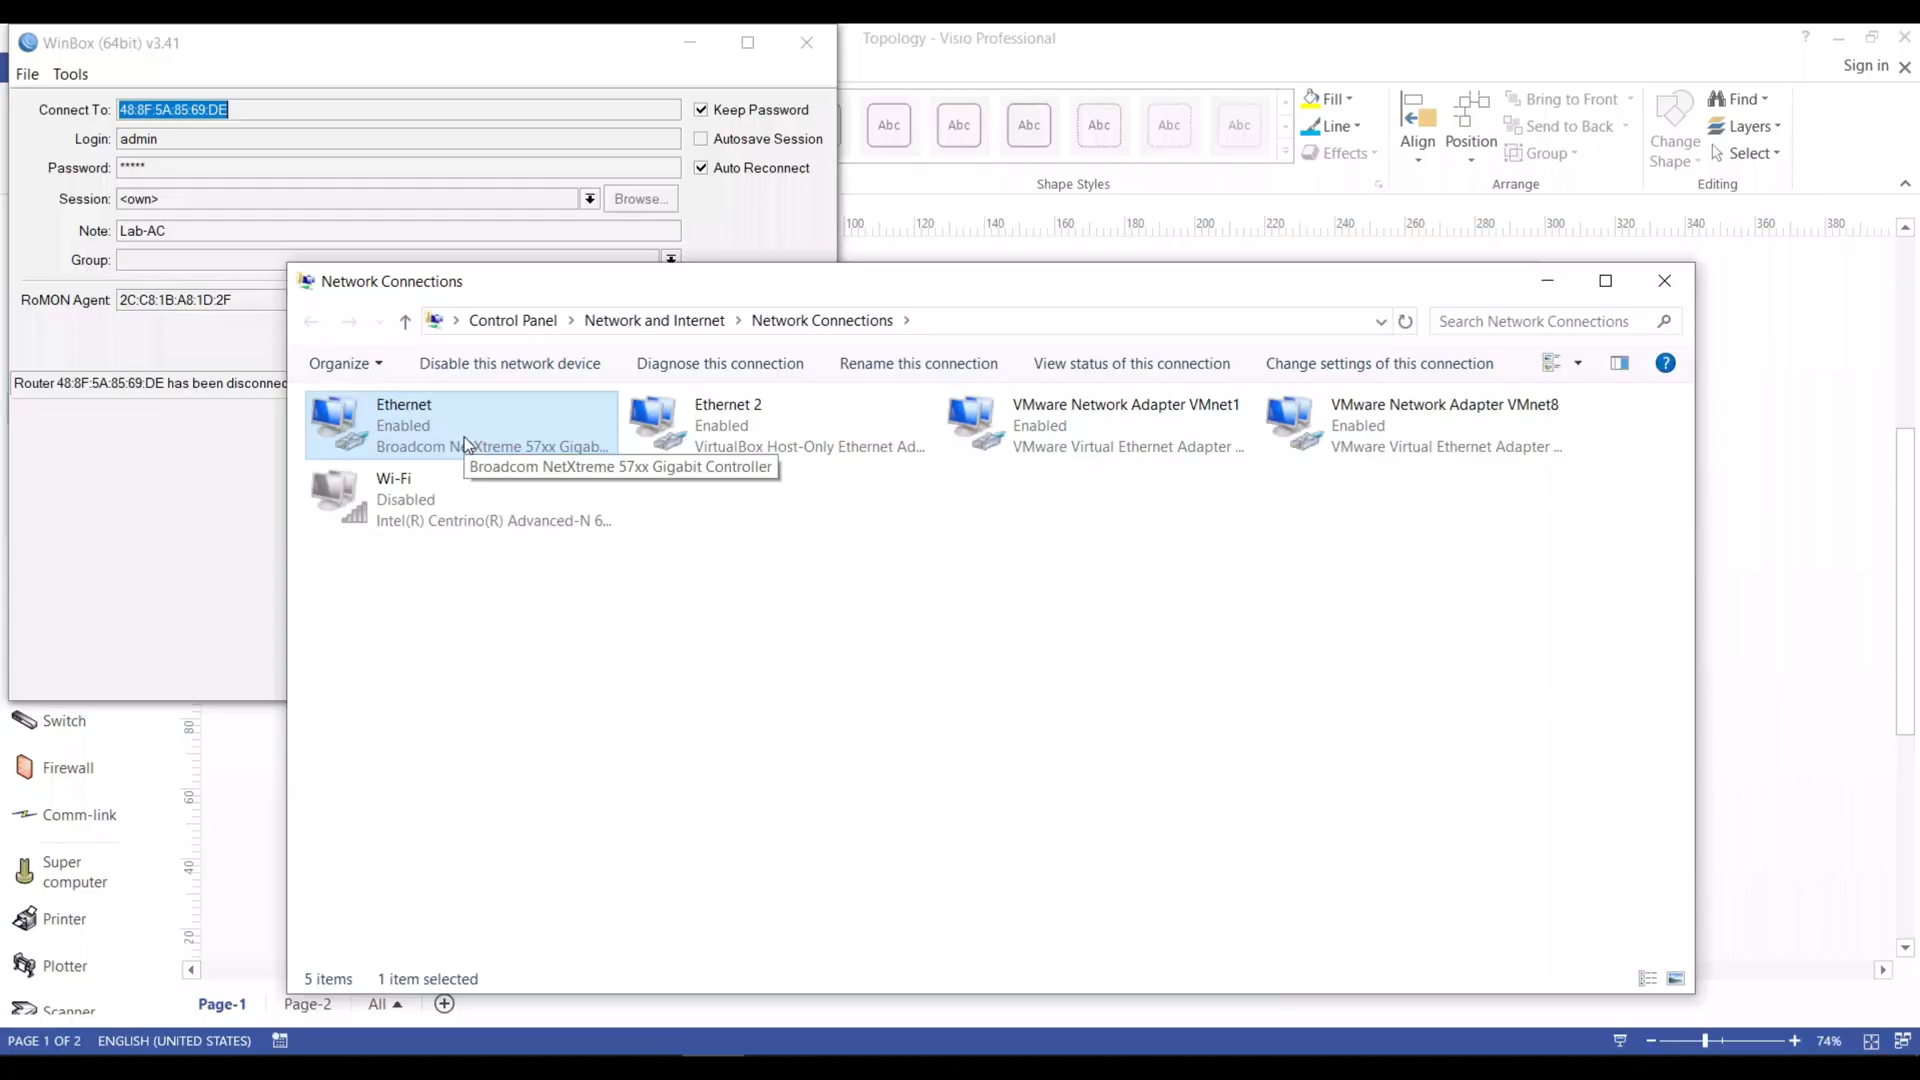 WinBox (64bit) v3.41
File Tools
Connect To: 48:8F:5A:85:69:DE
Keep Password
Login: admin
Autosave Session
Password: *****
Auto Reconnect
Session: <own>
Browse...
Note: Lab-AC
Group:
RoMON Agent: 2C:C8:1B:A8:1D:2F
Router 48:8F:5A:85:69:DE has been disconnec
Topology - Visio Professional
?
Sign in
Abc Abc Abc Abc Abc Abc
Shape Styles
Fill
Line
Effects
Align
Position
Bring to Front
Send to Back
Group
Arrange
Change
Shape
Find
Layers
Select
Editing
100 120 140 160 180 200 220 240 260 280 300 320 340 360 380
Network Connections
Control Panel > Network and Internet > Network Connections >
Search Network Connections
Organize
Disable this network device
Diagnose this connection
Rename this connection
View status of this connection
Change settings of this connection
Ethernet
Enabled
Broadcom NetXtreme 57xx Gigab...
Ethernet 2
Enabled
VirtualBox Host-Only Ethernet Ad...
VMware Network Adapter VMnet1
Enabled
VMware Virtual Ethernet Adapter ...
VMware Network Adapter VMnet8
Enabled
VMware Virtual Ethernet Adapter ...
Broadcom NetXtreme 57xx Gigabit Controller
Wi-Fi
Disabled
Intel(R) Centrino(R) Advanced-N 6...
5 items
1 item selected
Switch
Firewall
Comm-link
Super
computer
Printer
Plotter
Scanner
80
60
40
20
Page-1
Page-2
All
PAGE 1 OF 2
ENGLISH (UNITED STATES)
74%